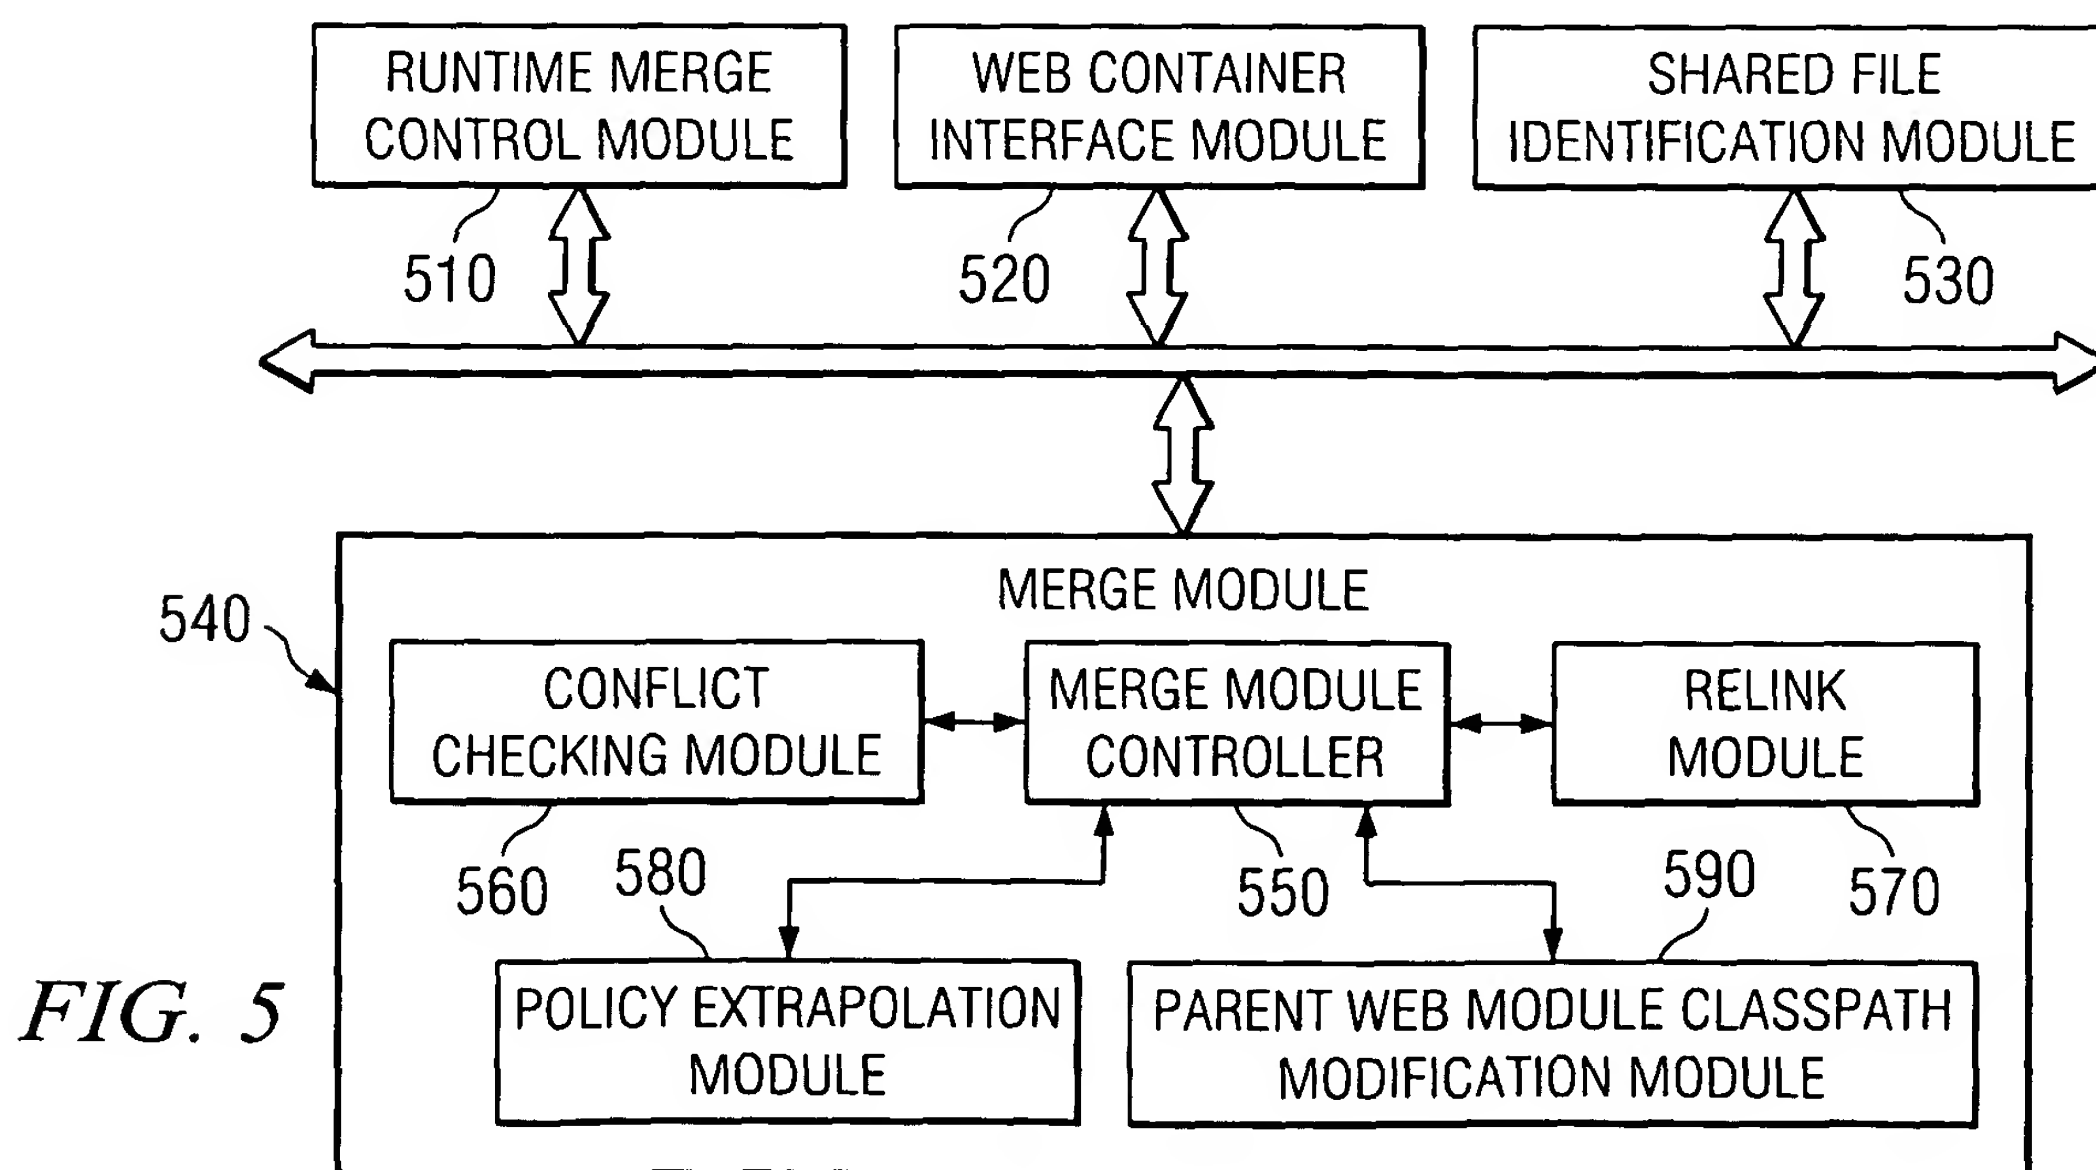 RUNTIME MERGE
CONTROL MODULE
WEB CONTAINER
INTERFACE MODULE
SHARED FILE
IDENTIFICATION MODULE
510
520
530
MERGE MODULE
540
CONFLICT
CHECKING MODULE
MERGE MODULE
CONTROLLER
RELINK
MODULE
560
580
550
590
570
POLICY EXTRAPOLATION
MODULE
PARENT WEB MODULE CLASSPATH
MODIFICATION MODULE
FIG. 5